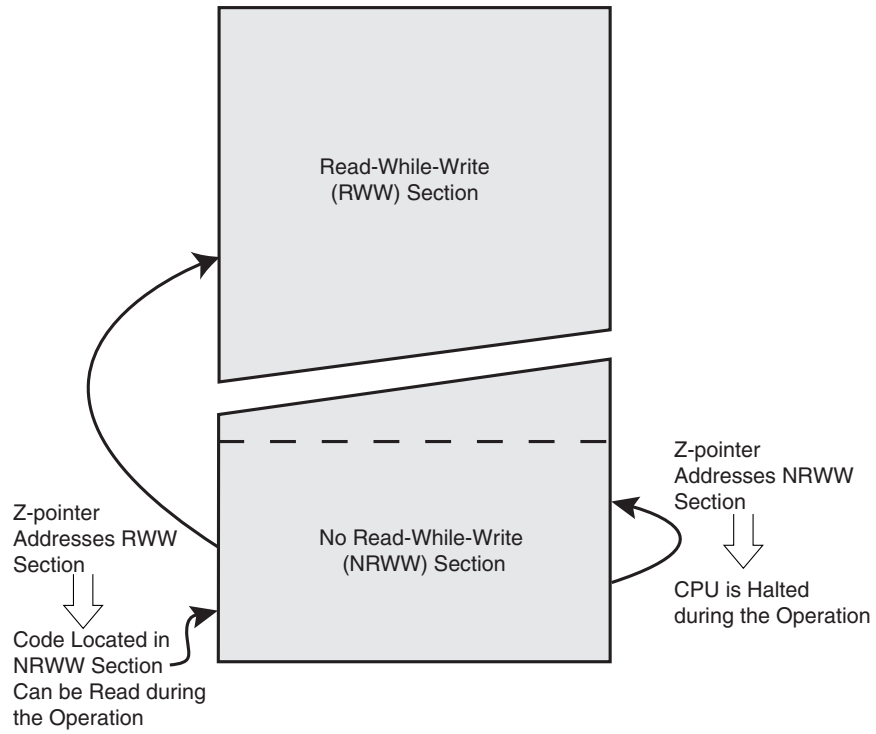 Read-While-Write
(RWW) Section
Z-pointer
Addresses NRWW
Section
Z-pointer
Addresses RWW
Section
No Read-While-Write
(NRWW) Section
CPU is Halted
during the Operation
Code Located in
NRWW Section
Can be Read during
the Operation